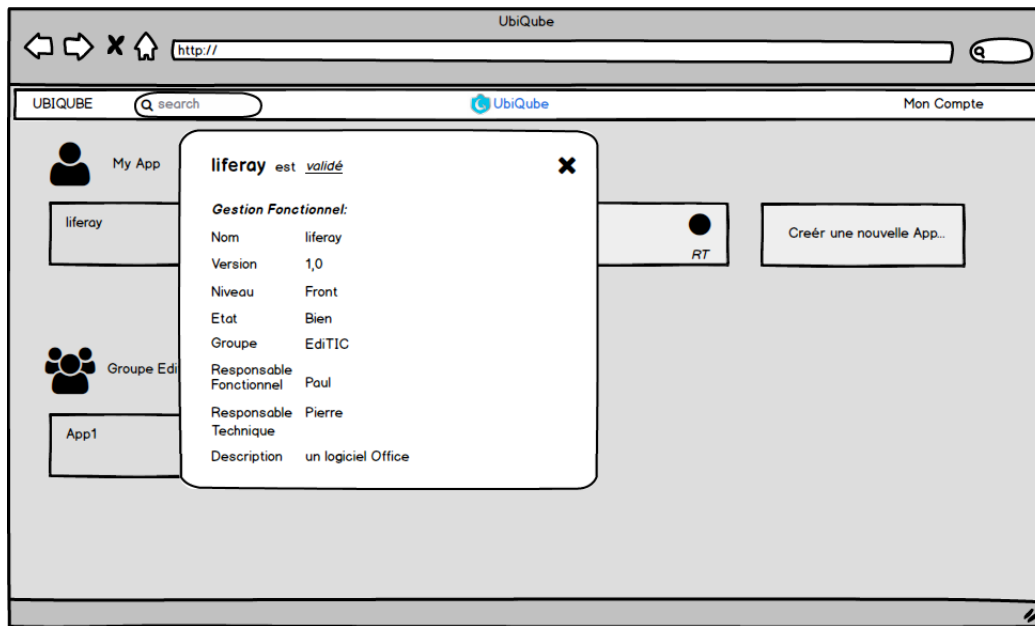 UbiQube
http://
UBIQUBE
search
UbiQube
Mon Compte
My App
liferay
RT
Creér une nouvelle App...
Groupe Edi
App1
liferay est validé
Gestion Fonctionnel:
Nom liferay
Version 1,0
Niveau Front
Etat Bien
Groupe EdiTIC
Responsable
Fonctionnel Paul
Responsable Pierre
Technique
Description un logiciel Office